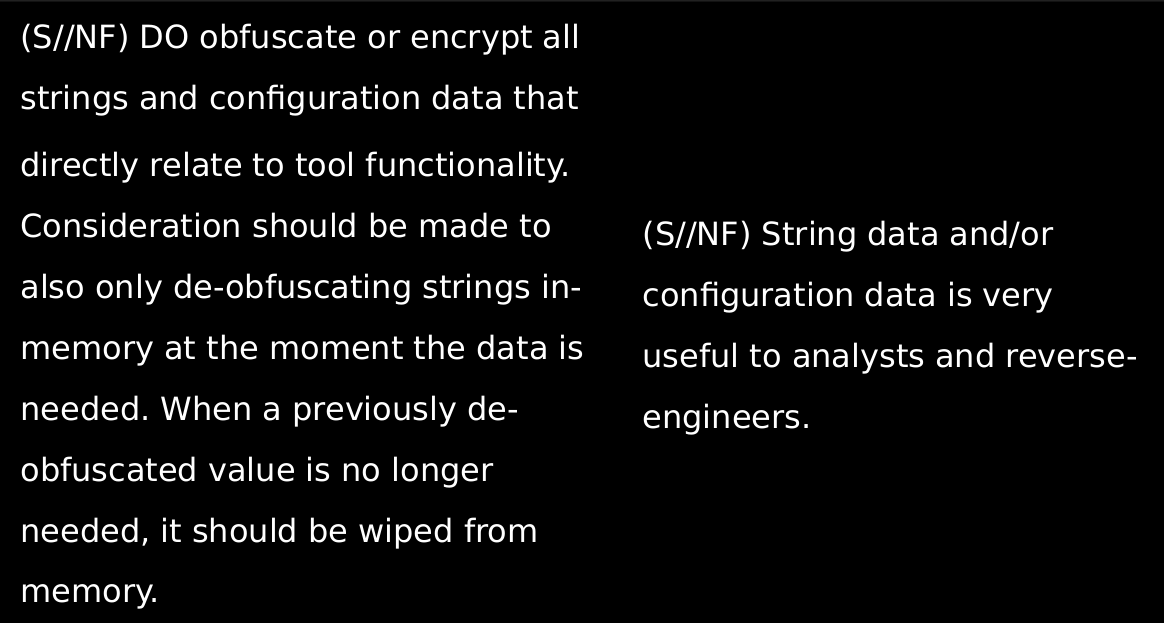 (S//NF) DO obfuscate or encrypt all
strings and configuration data that
directly relate to tool functionality.
Consideration should be made to
also only de-obfuscating strings in-
memory at the moment the data is
needed. When a previously de-
obfuscated value is no longer
needed, it should be wiped from
memory.
(S//NF) String data and/or
configuration data is very
useful to analysts and reverse-
engineers.